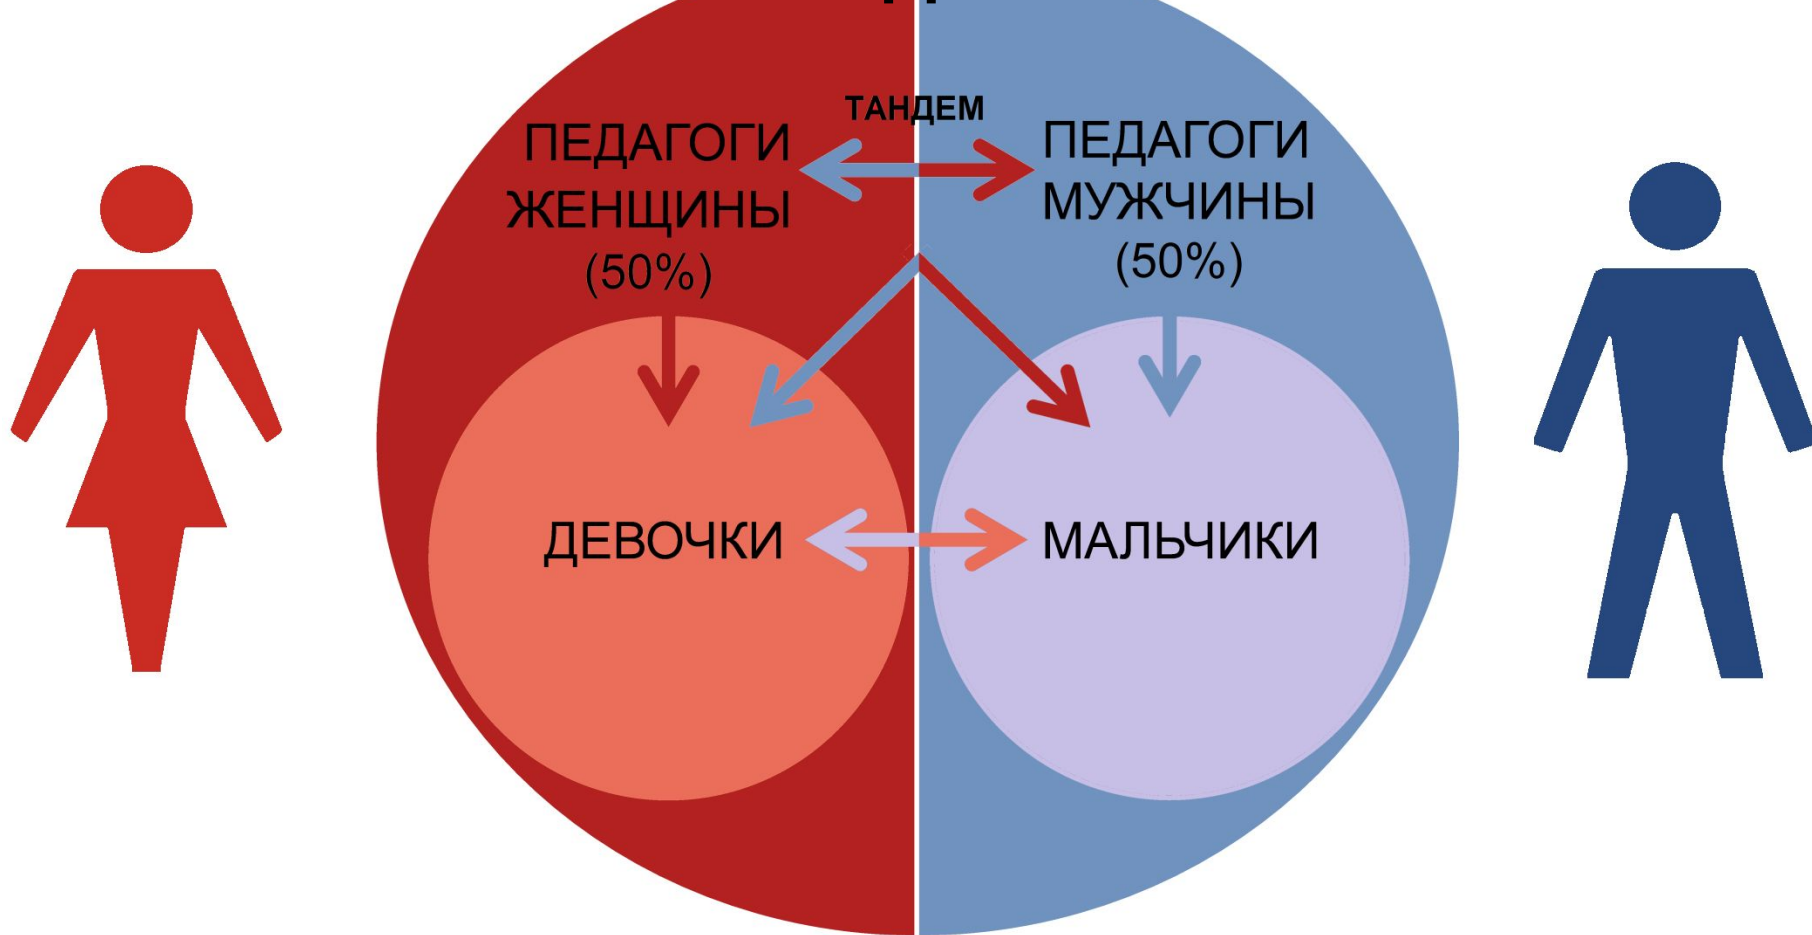 ТАНДЕМ
ПЕДАГОГИ
ЖЕНЩИНЫ
(50%)
ПЕДАГОГИ
МУЖЧИНЫ
(50%)
ДЕВОЧКИ
МАЛЬЧИКИ